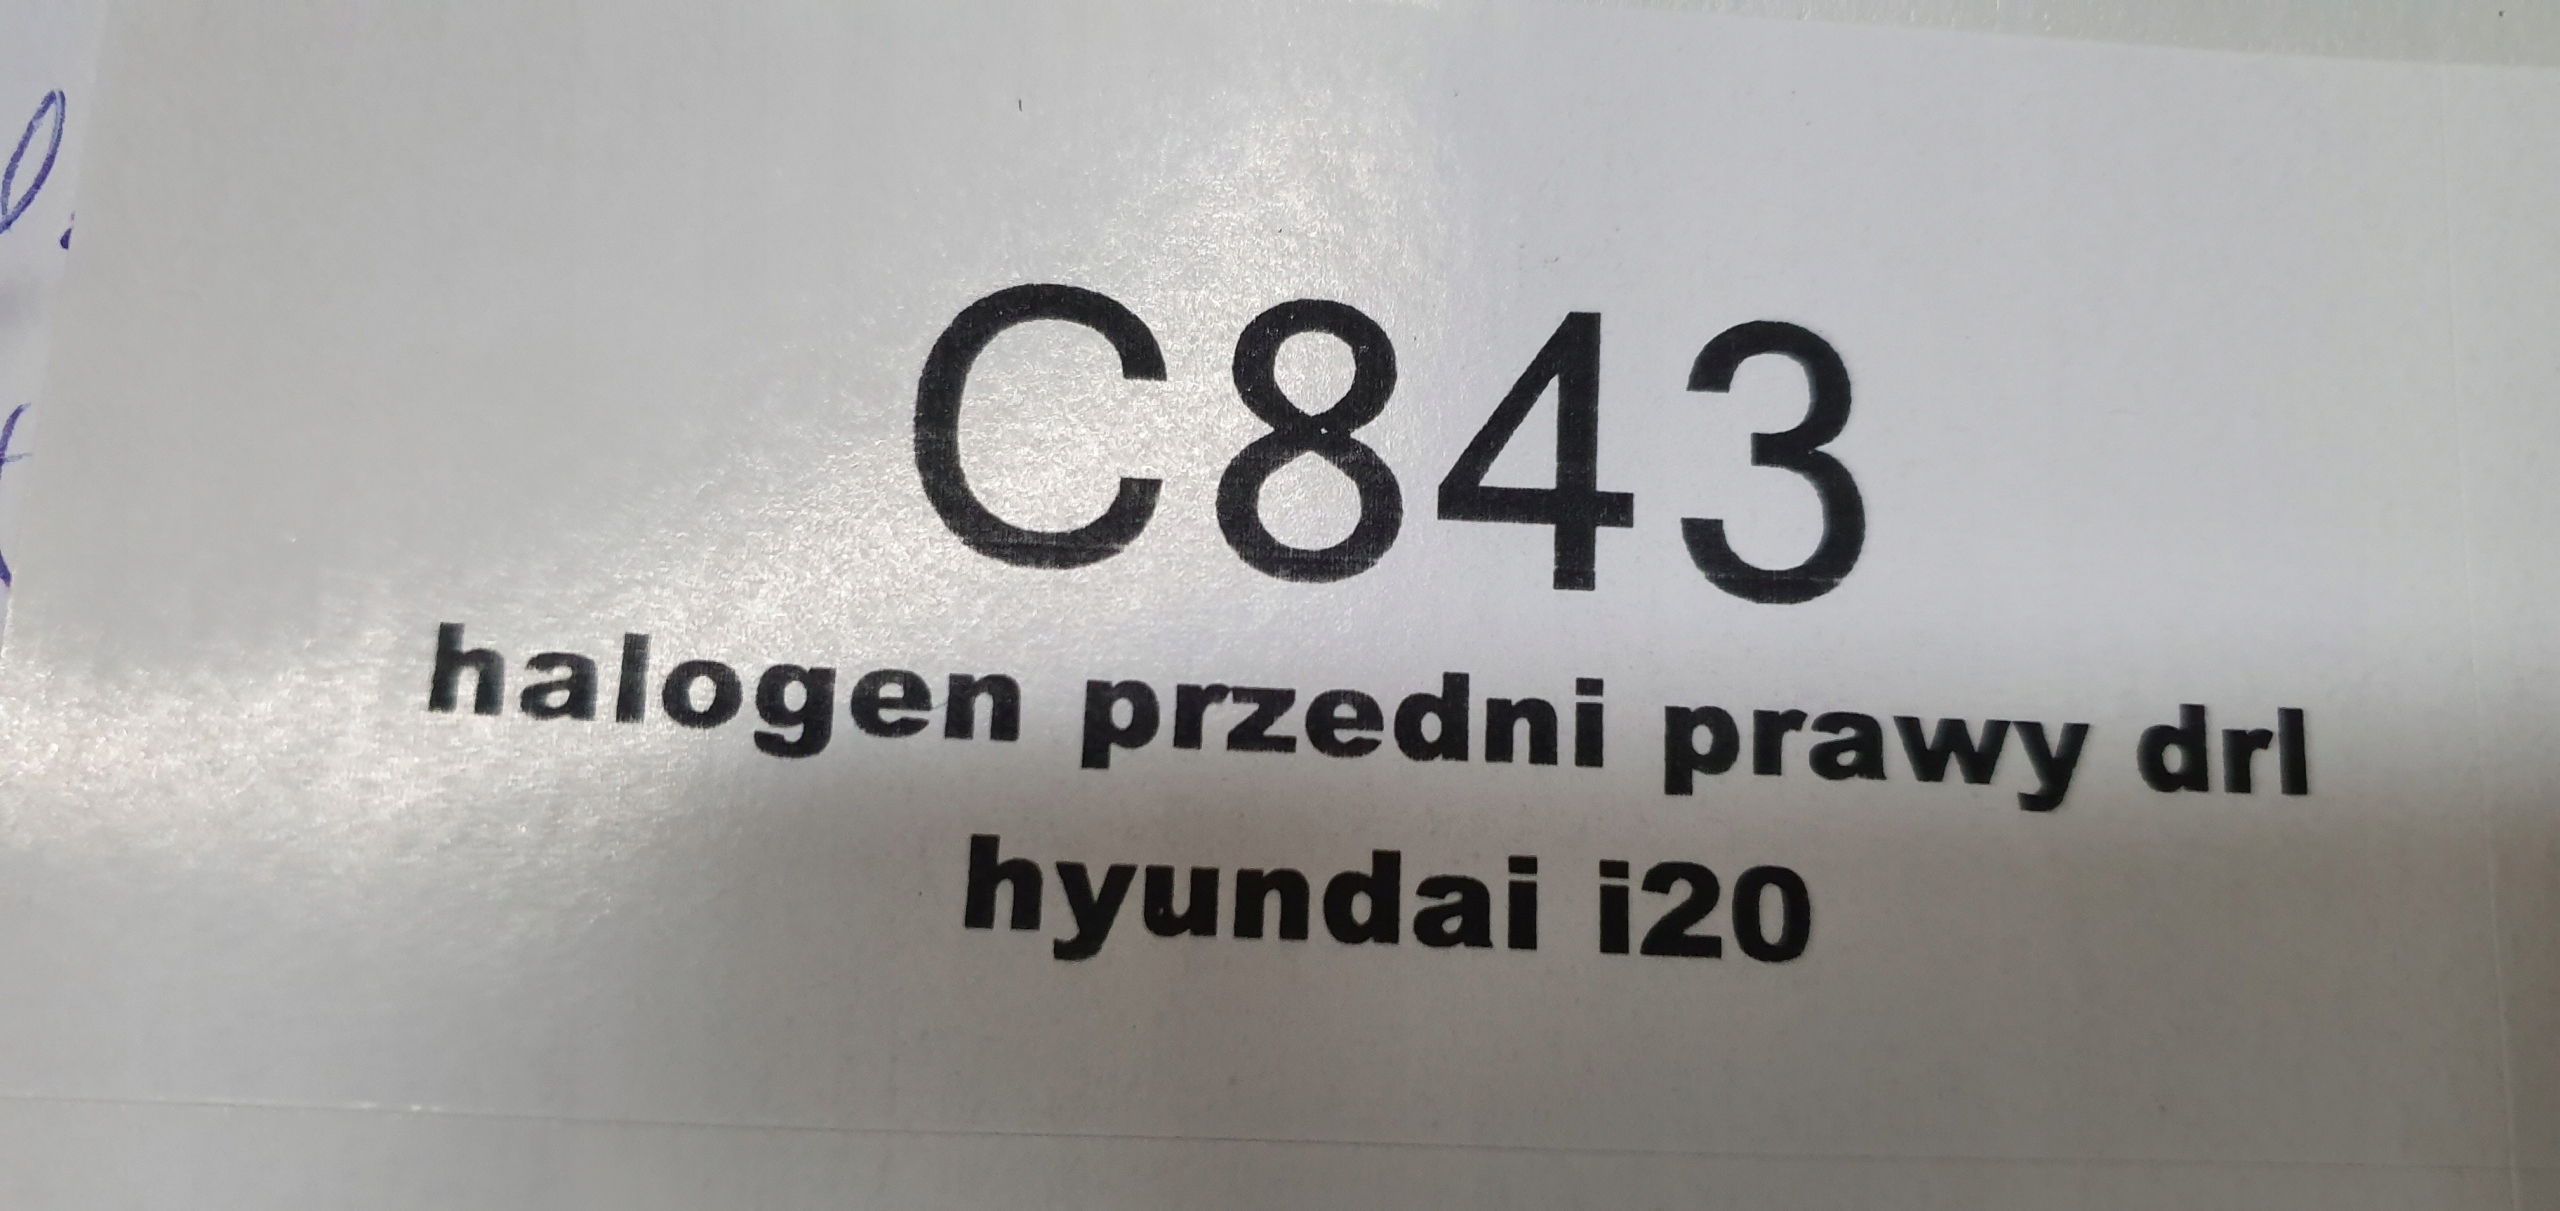 C843
halogen przedni prawy drl
hyundai i20